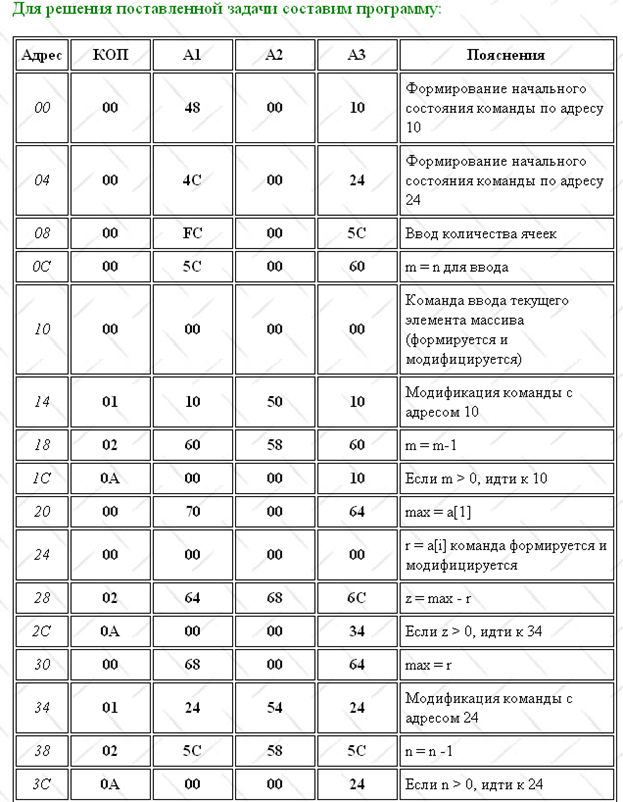 Для решения поставленной задачи составим программу:
Адрес КОП A1 A2 A3 Пояснения
00 00 48 00 10 Формирование начального
состояния команды по адресу
10
04 00 4C 00 24 Формирование начального
состояния команды по адресу
24
08 00 FC 00 5C Ввод количества ячеек
0C 00 5C 00 60 m = n для ввода
10 00 00 00 00 Команда ввода текущего
элемента массива
(формируется и
модифицируется)
14 01 10 50 10 Модификация команды с
адресом 10
18 02 60 58 60 m = m-1
1C 0A 00 00 10 Если m > 0, идти к 10
20 00 70 00 64 max = a[1]
24 00 00 00 00 r = a[i] команда формируется и
модифицируется
28 02 64 68 6C z = max - r
2C 0A 00 00 34 Если z > 0, идти к 34
30 00 68 00 64 max = r
34 01 24 54 24 Модификация команды с
адресом 24
38 02 5C 58 5C n = n -1
3C 0A 00 00 24 Если n > 0, идти к 24